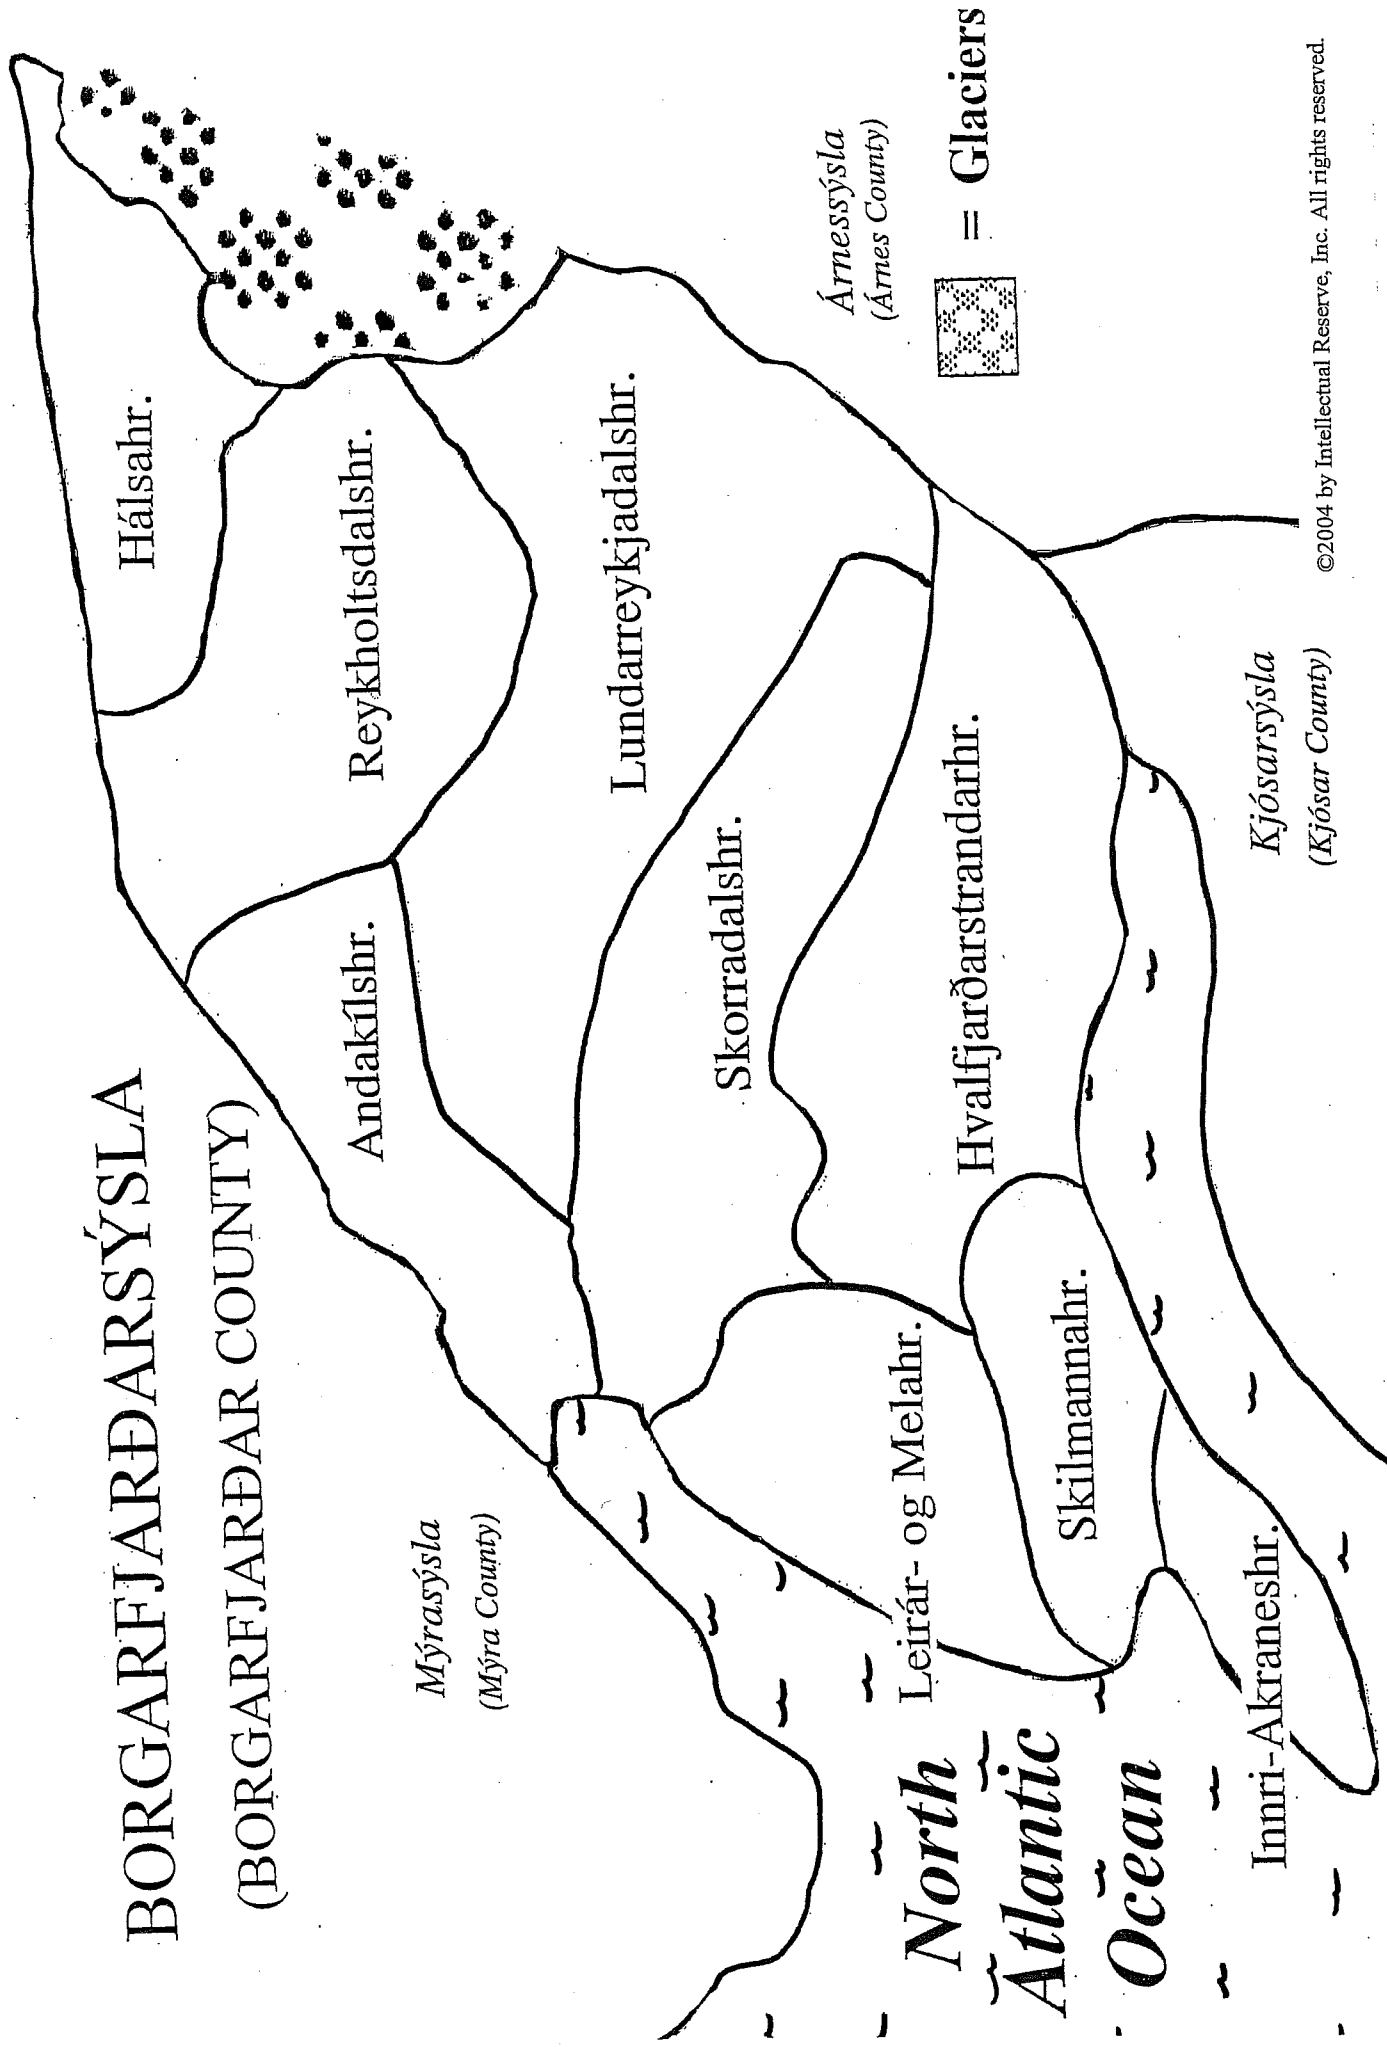 BORGARFJARÐARSÝSLA
(BORGARFJARÐAR COUNTY)
Hálsahr.
Reykholtsdalshr.
Andakílshr.
Lundarreykjadalshr.
Mýrasýsla
(Mýra County)
Skorradalshr.
Árnessýsla
(Árnes County)
= Glaciers
Hvalfjarðarstrandarhr.
Leirár- og Melahr.
Skilmannahr.
North
Atlantic
Ocean
Innri-Akraneshr.
Kjósarsýsla
(Kjósar County)
©2004 by Intellectual Reserve, Inc. All rights reserved.